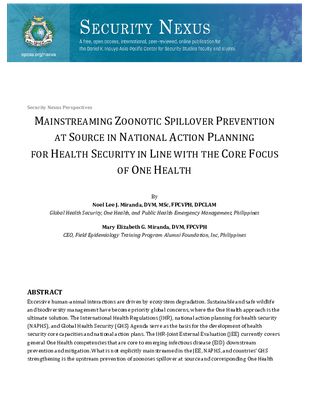 SECURITY NEXUS
A free, open access, international, peer-reviewed, online publication for
the Daniel K. Inouye Asia-Pacific Center for Security Studies faculty and alumni.
apcss.org/nexus
Security Nexus Perspectives
MAINSTREAMING ZOONOTIC SPILLOVER PREVENTION
AT SOURCE IN NATIONAL ACTION PLANNING
FOR HEALTH SECURITY IN LINE WITH THE CORE FOCUS
OF ONE HEALTH
By
Noel Lee J. Miranda, DVM, MSc, FPCVPH, DPCLAM
Global Health Security, One Health, and Public Health Emergency Management, Philippines
Mary Elizabeth G. Miranda, DVM, FPCVPH
CEO, Field Epidemiology Training Program Alumni Foundation, Inc, Philippines
ABSTRACT
Excessive human-animal interactions are driven by ecosystem degradation. Sustainable and safe wildlife
and biodiversity management have become priority global concerns, where the One Health approach is the
ultimate solution. The International Health Regulations (IHR), national action planning for health security
(NAPHS), and Global Health Security (GHS) Agenda serve as the basis for the development of health
security core capacities and national action plans. The IHR-Joint External Evaluation (JEE) currently covers
general One Health competencies that are core to emerging infectious disease (EID) downstream
prevention and mitigation. What is not explicitly mainstreamed in the JEE, NAPHS, and countries' GHS
strengthening is the upstream prevention of zoonoses spillover at source and corresponding One Health